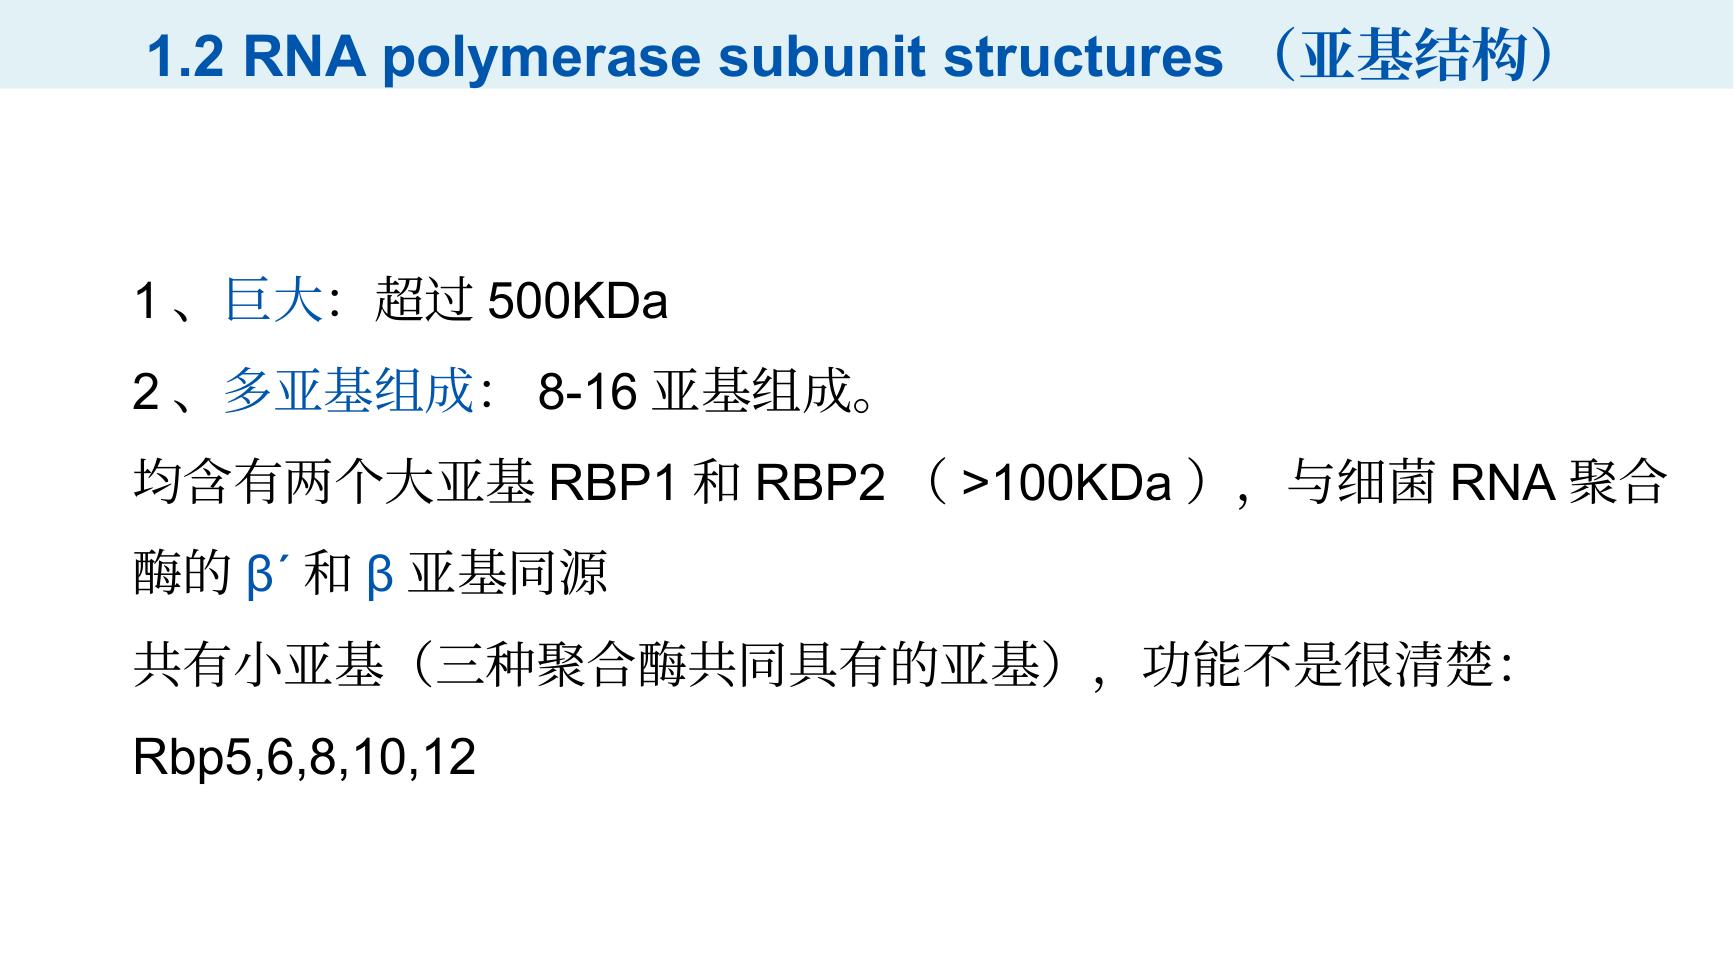 1.2 RNA polymerase subunit structures （亚基结构）
1 、巨大：超过 500KDa
2 、多亚基组成： 8-16 亚基组成。
均含有两个大亚基 RBP1 和 RBP2 （ >100KDa ），与细菌 RNA 聚合
酶的 β′ 和 β 亚基同源
共有小亚基（三种聚合酶共同具有的亚基），功能不是很清楚：
Rbp5,6,8,10,12